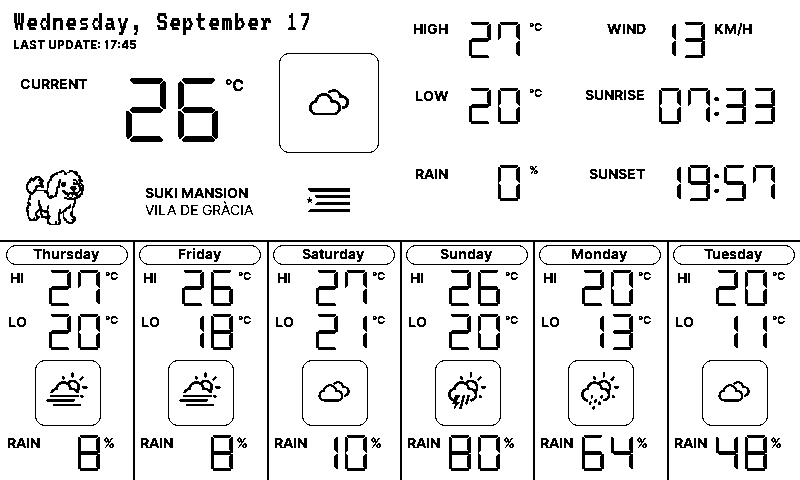 Wednesday, September 17
LAST UPDATE: 17:45
CURRENT 26 °C
HIGH 27 °C
LOW 20 °C
RAIN 0 %
WIND 13 KM/H
SUNRISE 07:33
SUNSET 19:57
SUKI MANSION
VILA DE GRÀCIA
Thursday
HI 27 °C
LO 20 °C
RAIN 8 %
Friday
HI 26 °C
LO 18 °C
RAIN 8 %
Saturday
HI 27 °C
LO 21 °C
RAIN 10 %
Sunday
HI 26 °C
LO 20 °C
RAIN 80 %
Monday
HI 20 °C
LO 13 °C
RAIN 64 %
Tuesday
HI 20 °C
LO 11 °C
RAIN 48 %